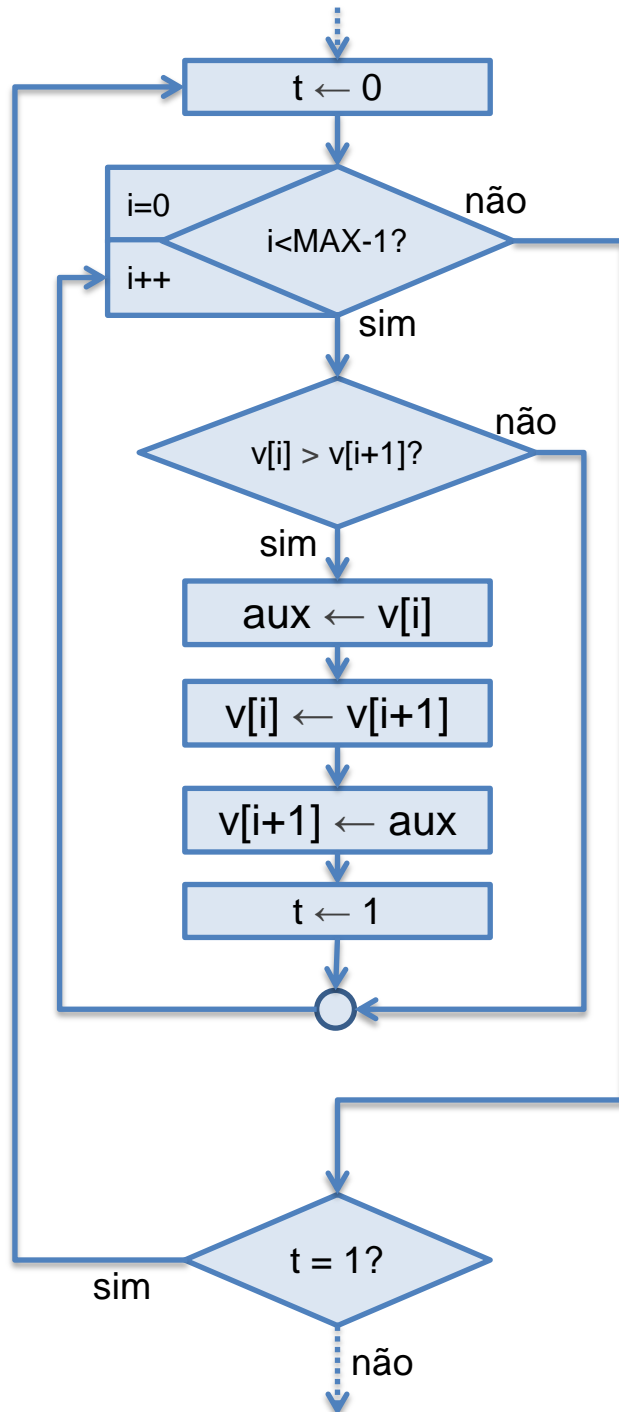 t ← 0
i=0
i<MAX-1?
não
i++
sim
v[i] > v[i+1]?
não
sim
aux ← v[i]
v[i] ← v[i+1]
v[i+1] ← aux
t ← 1
t = 1?
sim
não